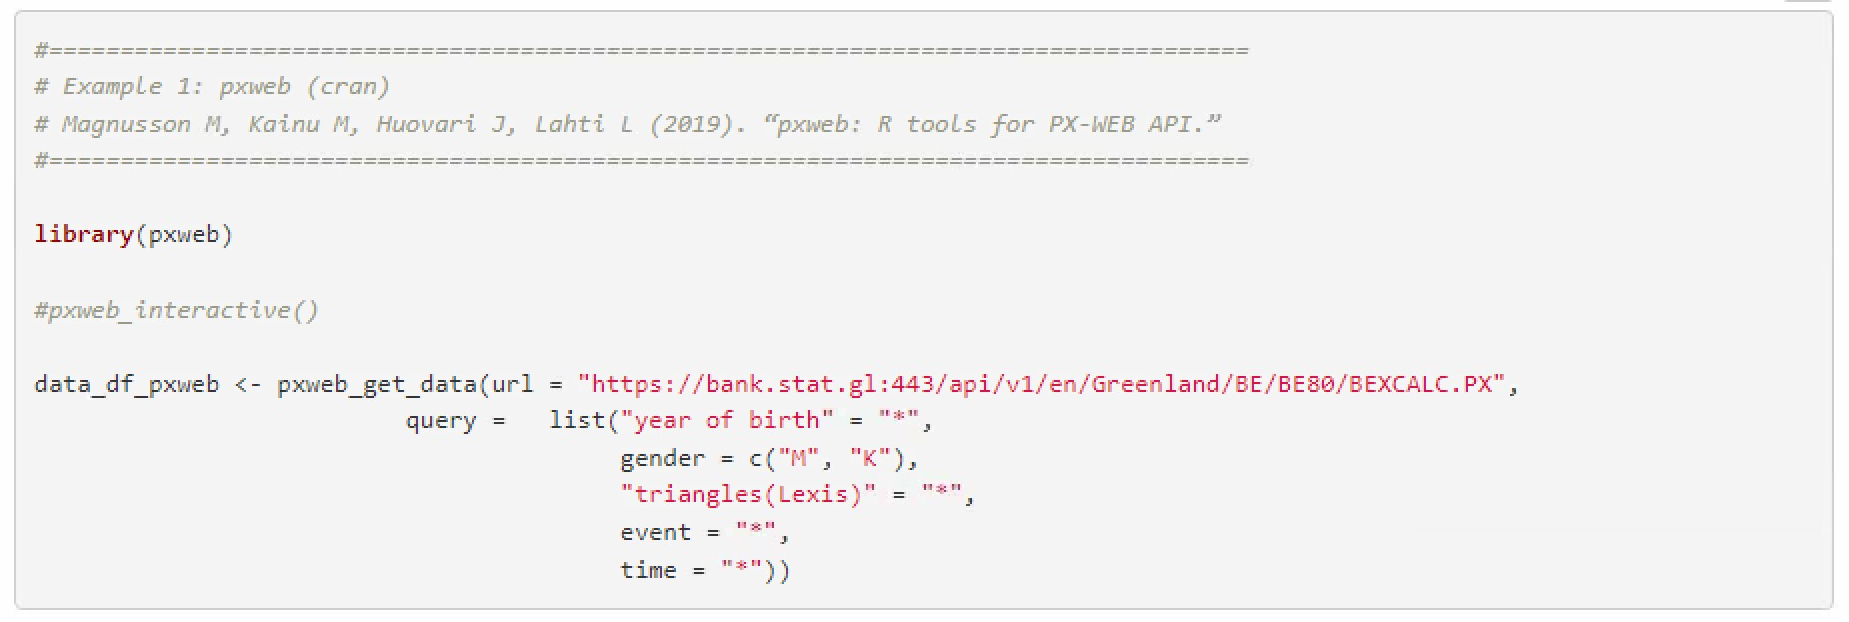 #====================================================================================
# Example 1: pxweb (cran)
# Magnusson M, Kainu M, Huovari J, Lahti L (2019). “pxweb: R tools for PX-WEB API.”
#====================================================================================
library(pxweb)
#pxweb_interactive()
data_df_pxweb <- pxweb_get_data(url = "https://bank.stat.gl:443/api/v1/en/Greenland/BE/BE80/BEXCALC.PX",
query =   list("year of birth" = "*",
gender = c("M", "K"),
"triangles(Lexis)" = "*",
event = "*",
time = "*"))